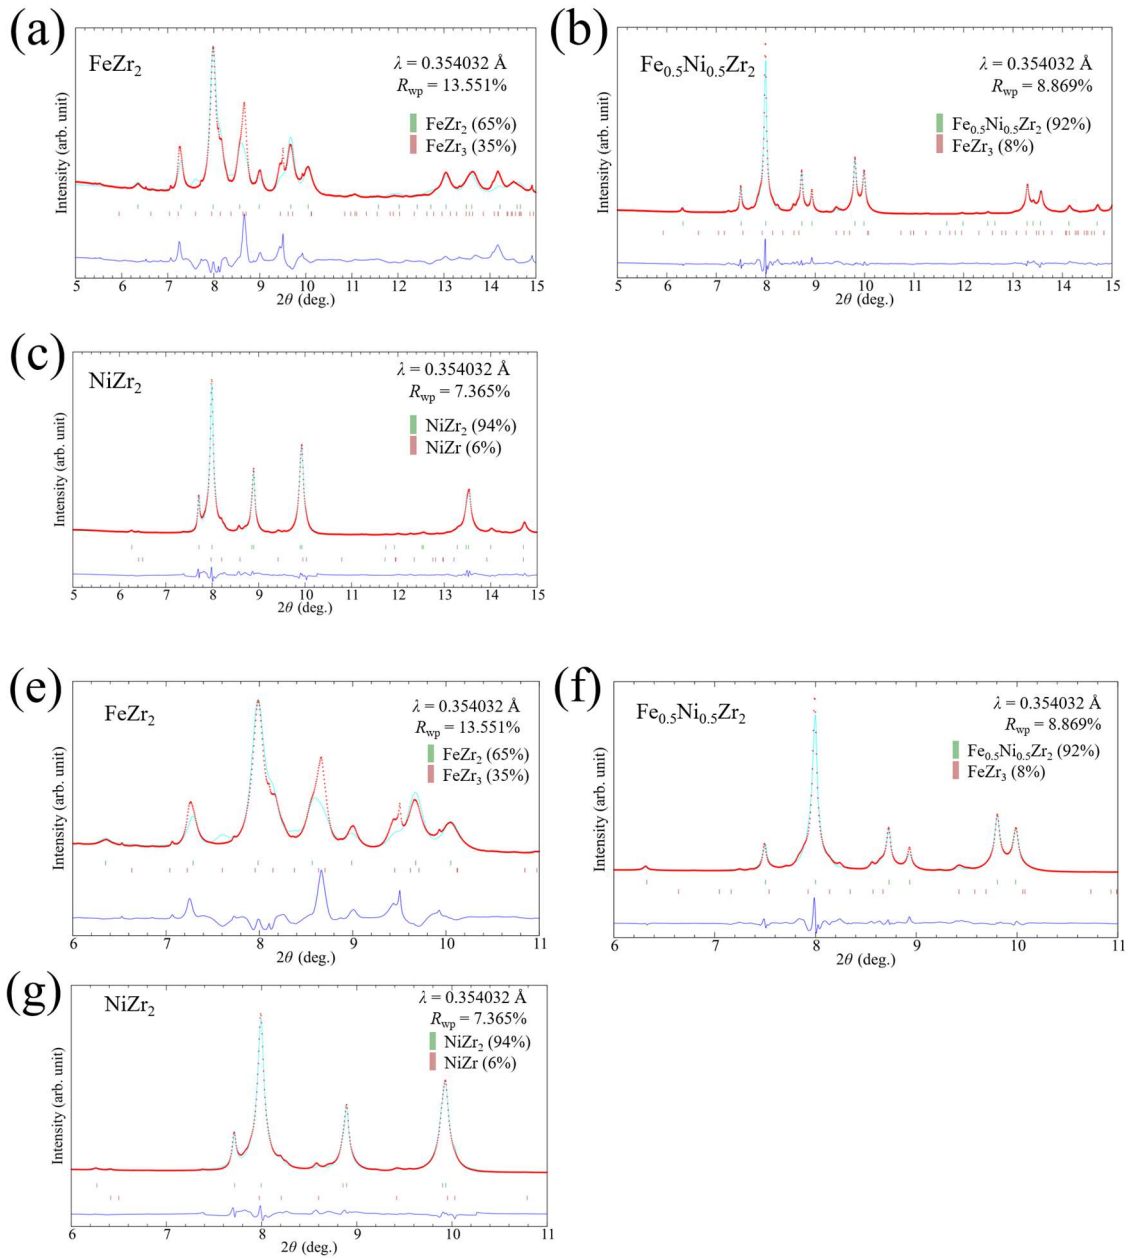 (a)
FeZr₂
λ = 0.354032 Å
R_wp = 13.551%
FeZr₂ (65%)
FeZr₃ (35%)
Intensity (arb. unit)
5 6 7 8 9 10 11 12 13 14 15
2θ (deg.)
(b)
Fe₀.₅Ni₀.₅Zr₂
λ = 0.354032 Å
R_wp = 8.869%
Fe₀.₅Ni₀.₅Zr₂ (92%)
FeZr₃ (8%)
Intensity (arb. unit)
5 6 7 8 9 10 11 12 13 14 15
2θ (deg.)
(c)
NiZr₂
λ = 0.354032 Å
R_wp = 7.365%
NiZr₂ (94%)
NiZr (6%)
Intensity (arb. unit)
5 6 7 8 9 10 11 12 13 14 15
2θ (deg.)
(e)
FeZr₂
λ = 0.354032 Å
R_wp = 13.551%
FeZr₂ (65%)
FeZr₃ (35%)
Intensity (arb. unit)
6 7 8 9 10 11
2θ (deg.)
(f)
Fe₀.₅Ni₀.₅Zr₂
λ = 0.354032 Å
R_wp = 8.869%
Fe₀.₅Ni₀.₅Zr₂ (92%)
FeZr₃ (8%)
Intensity (arb. unit)
6 7 8 9 10 11
2θ (deg.)
(g)
NiZr₂
λ = 0.354032 Å
R_wp = 7.365%
NiZr₂ (94%)
NiZr (6%)
Intensity (arb. unit)
6 7 8 9 10 11
2θ (deg.)